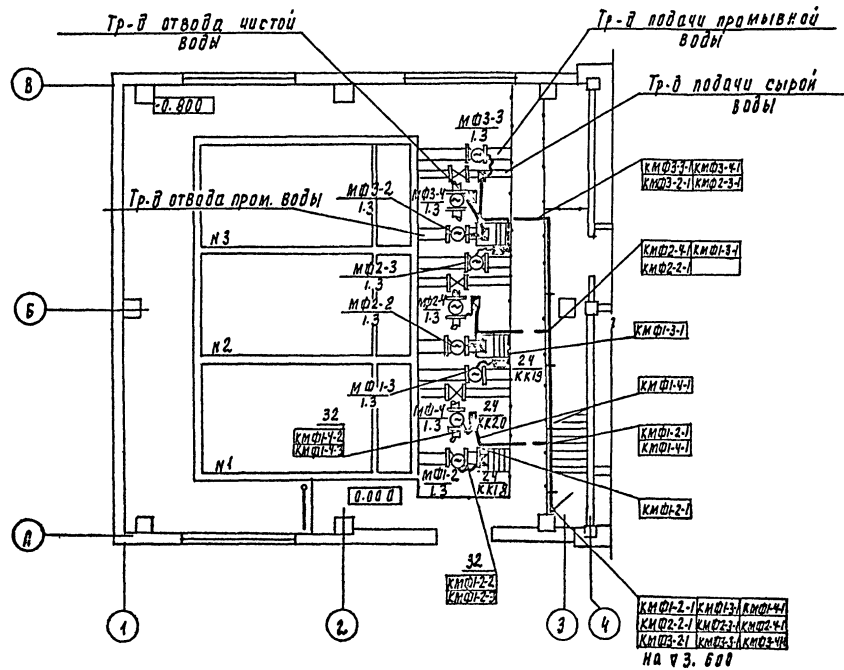 Тр-д отвода чистой
воды
Тр-д подачи промывной
воды
Тр-д подачи сырой
воды
В
-0.800
МФ3-3
1.3
КМФ3-3-1 КМФ3-4-1
КМФ3-2-1 КМФ2-3-1
МФ3-2
1.3
МФ3-4
1.3
Тр-д отвода пром. воды
N3
МФ2-3
1.3
КМФ2-4-1 КМФ1-3-1
КМФ2-2-1
Б
МФ2-4
1.3
МФ2-2
1.3
КМФ1-3-1
N2
24
КК19
МФ1-3
1.3
КМФ1-4-1
32
КМФ1-4-2
КМФ1-4-3
МФ1-4
1.3
24
КК20
КМФ1-2-1
КМФ1-4-1
N1
МФ1-2
1.3
24
КК18
0.000
КМФ1-2-1
А
32
КМФ1-2-2
КМФ1-2-3
1
2
3
4
КМФ1-2-1 КМФ1-3-1 КМФ1-4-1
КМФ2-2-1 КМФ2-3-1 КМФ2-4-1
КМФ3-2-1 КМФ3-3-1 КМФ3-4-1
на ∇ 3.600